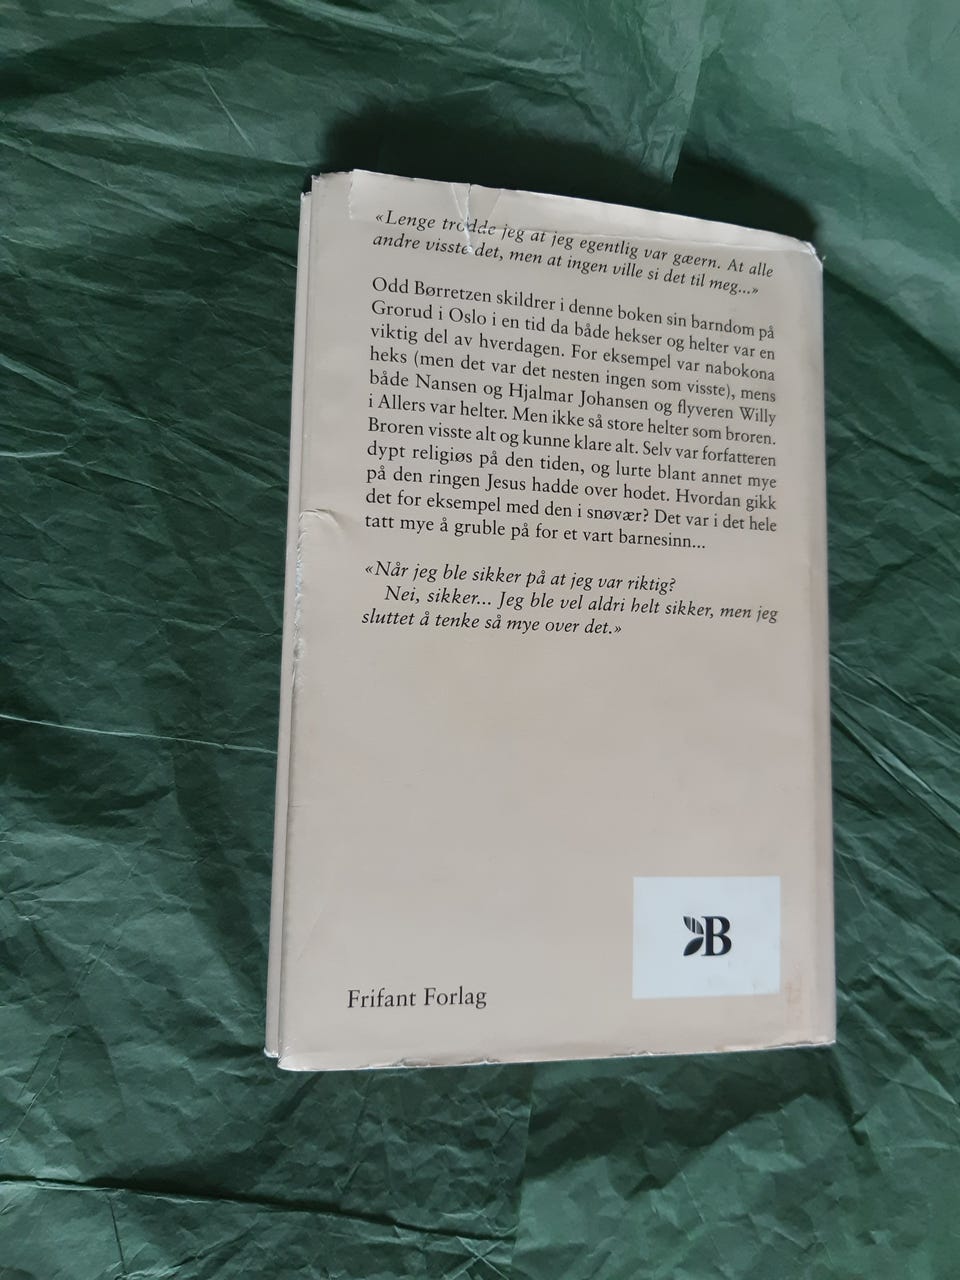 «Lenge trodde jeg at jeg egentlig var gæern. At alle
andre visste det, men at ingen ville si det til meg...»
Odd Børretzen skildrer i denne boken sin barndom på
Grorud i Oslo i en tid da både hekser og helter var en
viktig del av hverdagen. For eksempel var nabokona
heks (men det var det nesten ingen som visste), mens
både Nansen og Hjalmar Johansen og flyveren Willy
i Allers var helter. Men ikke så store helter som broren.
Broren visste alt og kunne klare alt. Selv var forfatteren
dypt religiøs på den tiden, og lurte blant annet mye
på den ringen Jesus hadde over hodet. Hvordan gikk
det for eksempel med den i snøvær? Det var i det hele
tatt mye å gruble på for et vart barnesinn...
«Når jeg ble sikker på at jeg var riktig?
Nei, sikker... Jeg ble vel aldri helt sikker, men jeg
sluttet å tenke så mye over det.»
B
Frifant Forlag